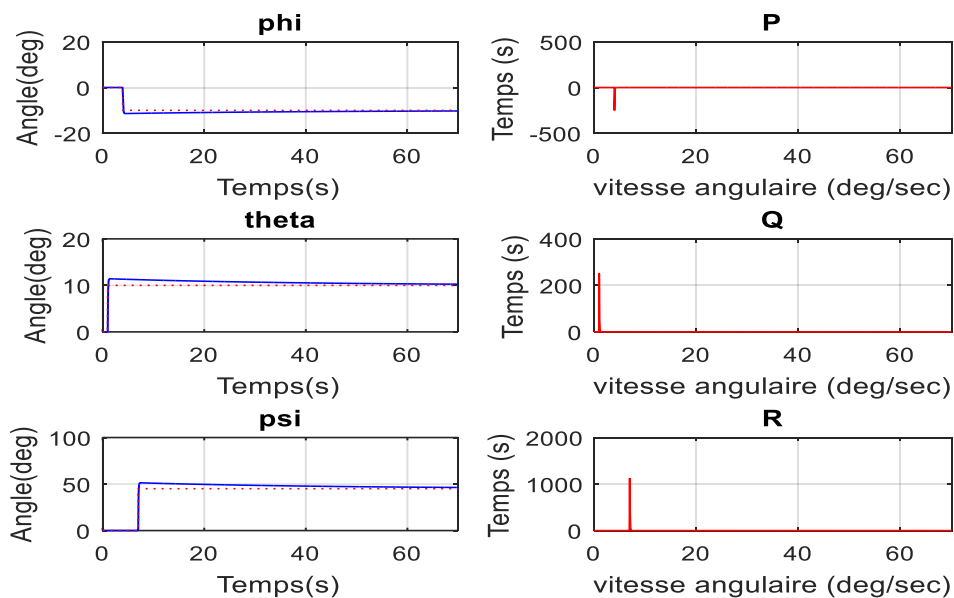 phi
20
0
-20
Angle(deg)
0 20 40 60
Temps(s)
P
500
0
-500
Temps (s)
0 20 40 60
vitesse angulaire (deg/sec)
theta
20
10
0
Angle(deg)
0 20 40 60
Temps(s)
Q
400
200
0
Temps (s)
0 20 40 60
vitesse angulaire (deg/sec)
psi
100
50
0
Angle(deg)
0 20 40 60
Temps(s)
R
2000
1000
0
Temps (s)
0 20 40 60
vitesse angulaire (deg/sec)